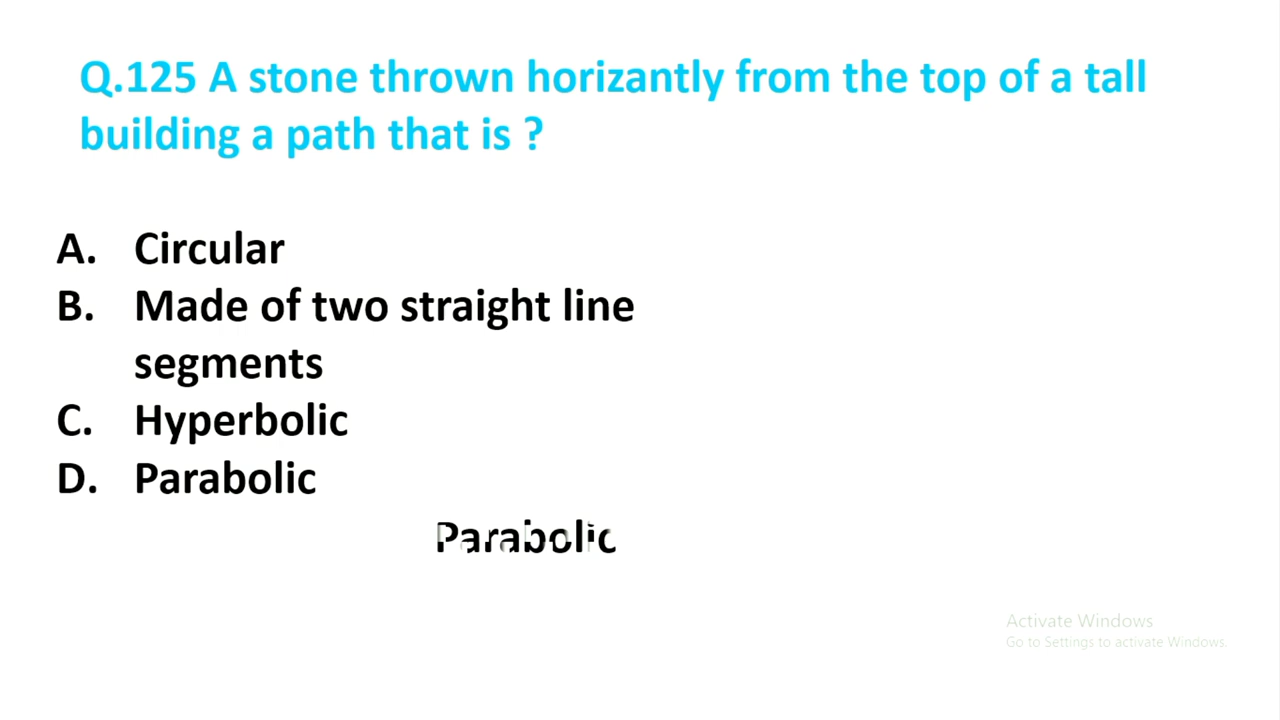 Q.125 A stone thrown horizantly from the top of a tall
building a path that is ?
A. Circular
B. Made of two straight line
segments
C. Hyperbolic
D. Parabolic
Parabolic
Activate Windows
Go to Settings to activate Windows.